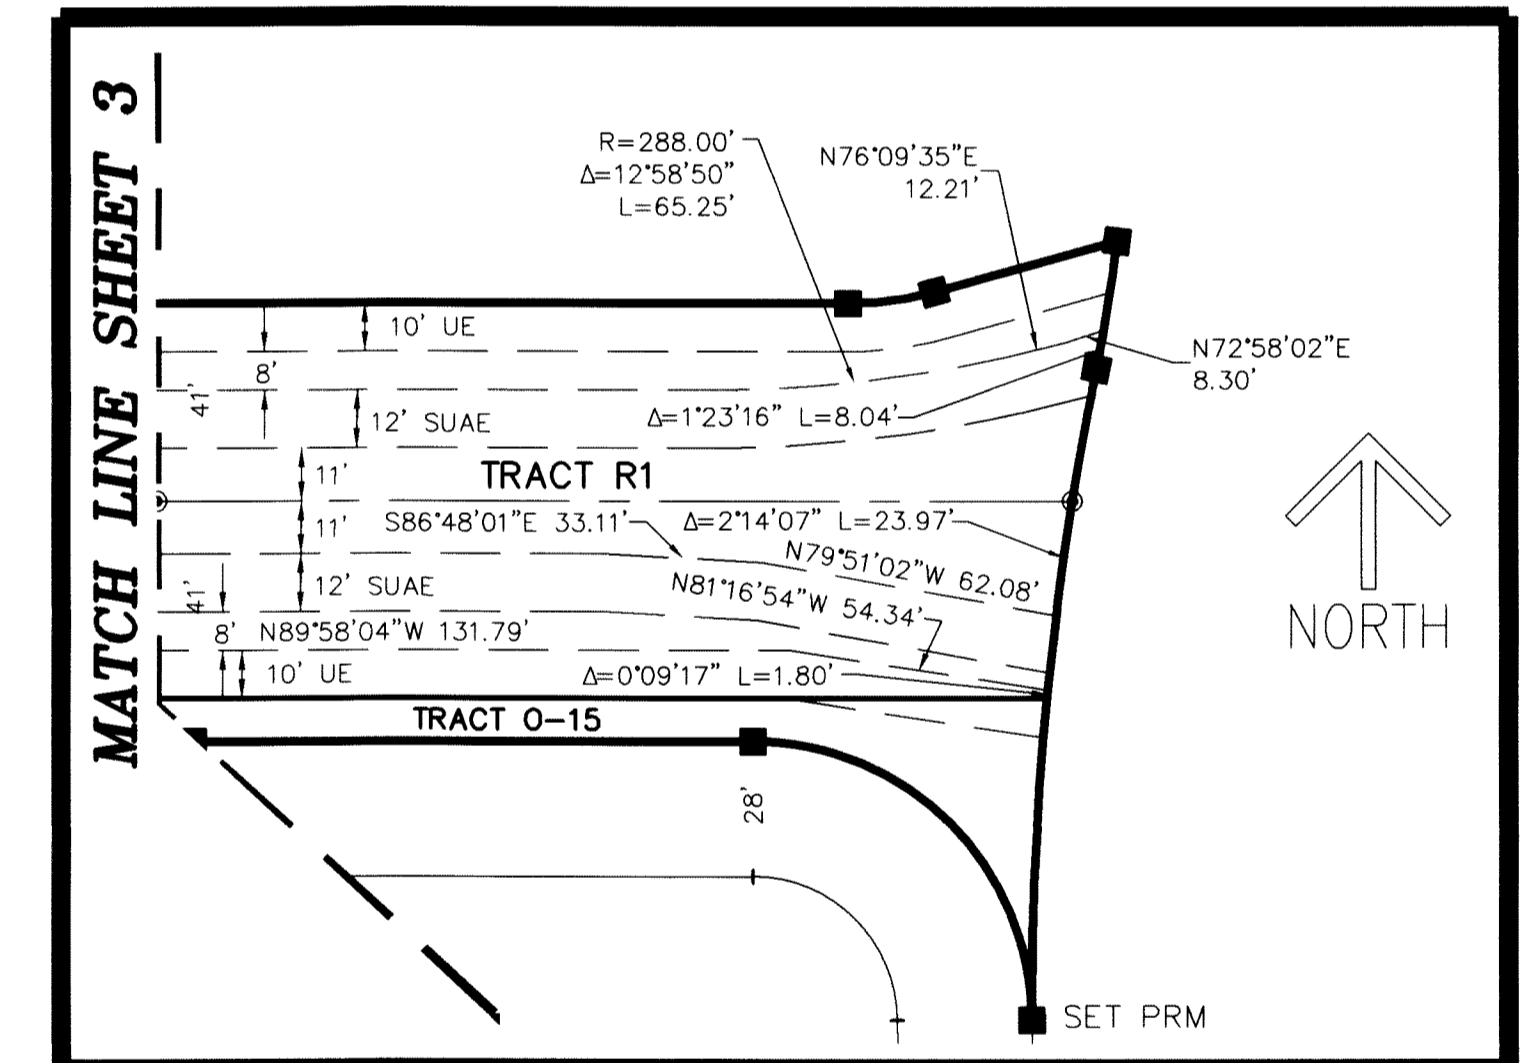 MATCH LINE SHEET 3
R=288.00'
Δ=12°58'50"
L=65.25'
N76°09'35"E
12.21'
10' UE
N72°58'02"E
8.30'
8'
41'
12' SUAE
Δ=1°23'16" L=8.04'
11'
TRACT R1
11'
S86°48'01"E 33.11'
Δ=2°14'07" L=23.97'
N79°51'02"W 62.08'
12' SUAE
N81°16'54"W 54.34'
41'
8'
N89°58'04"W 131.79'
10' UE
Δ=0°09'17" L=1.80'
NORTH
TRACT O-15
28'
SET PRM